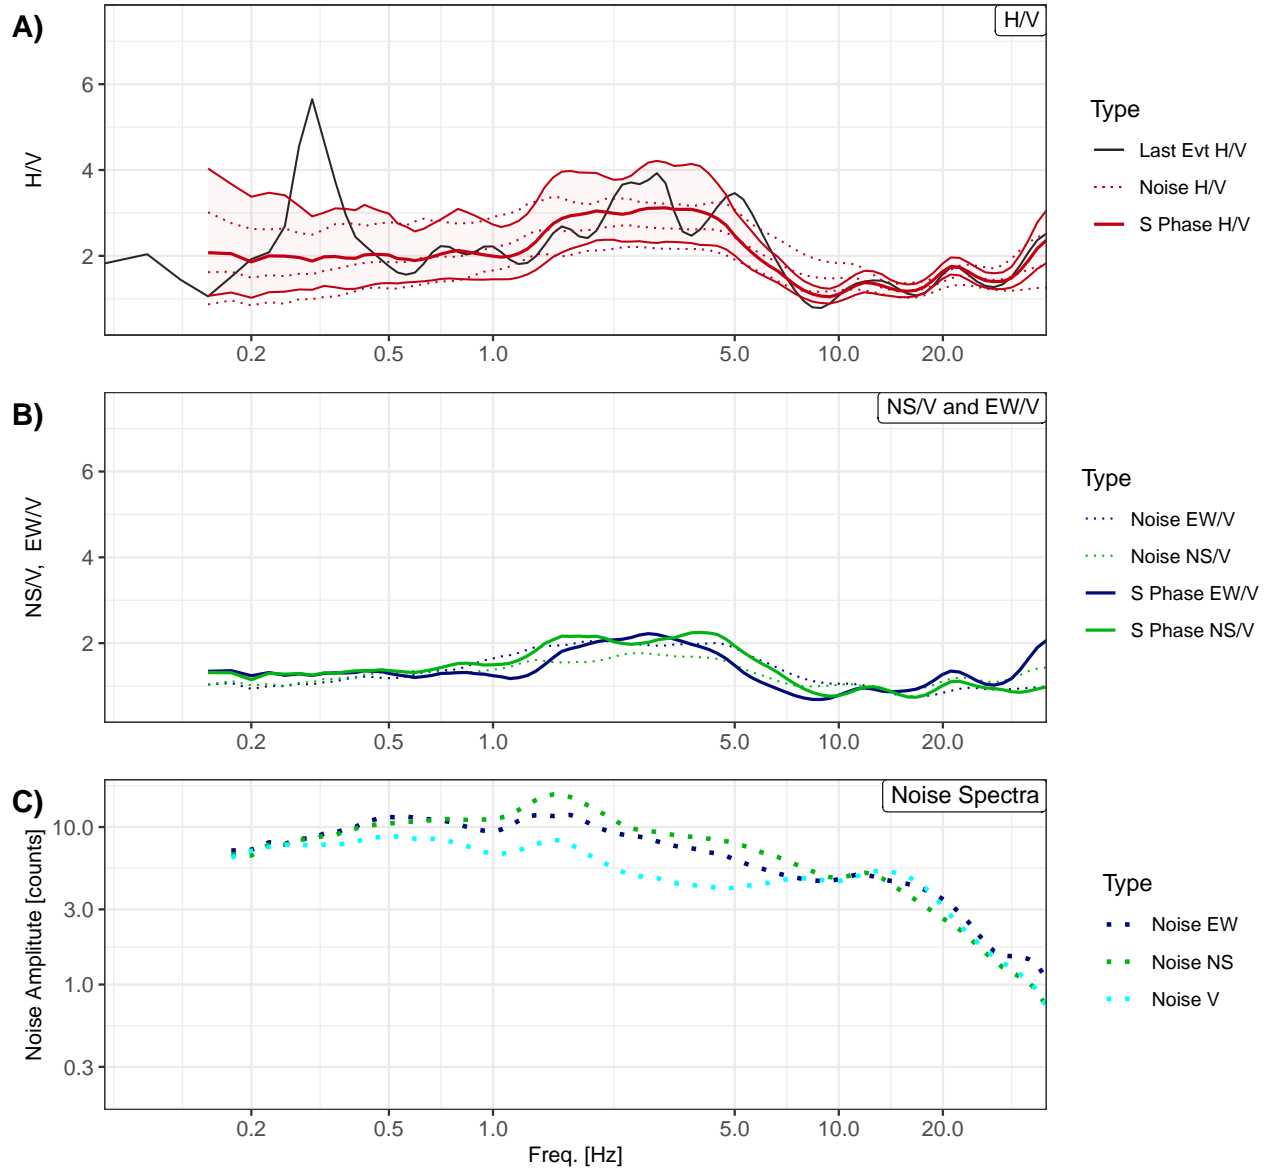 A)
H/V
6
4
2
H/V
0.2 0.5 1.0 5.0 10.0 20.0
Type
Last Evt H/V
Noise H/V
S Phase H/V
B)
NS/V and EW/V
6
4
2
NS/V, EW/V
0.2 0.5 1.0 5.0 10.0 20.0
Type
Noise EW/V
Noise NS/V
S Phase EW/V
S Phase NS/V
C)
Noise Spectra
10.0
3.0
1.0
0.3
Noise Amplitude [counts]
0.2 0.5 1.0 5.0 10.0 20.0
Freq. [Hz]
Type
Noise EW
Noise NS
Noise V